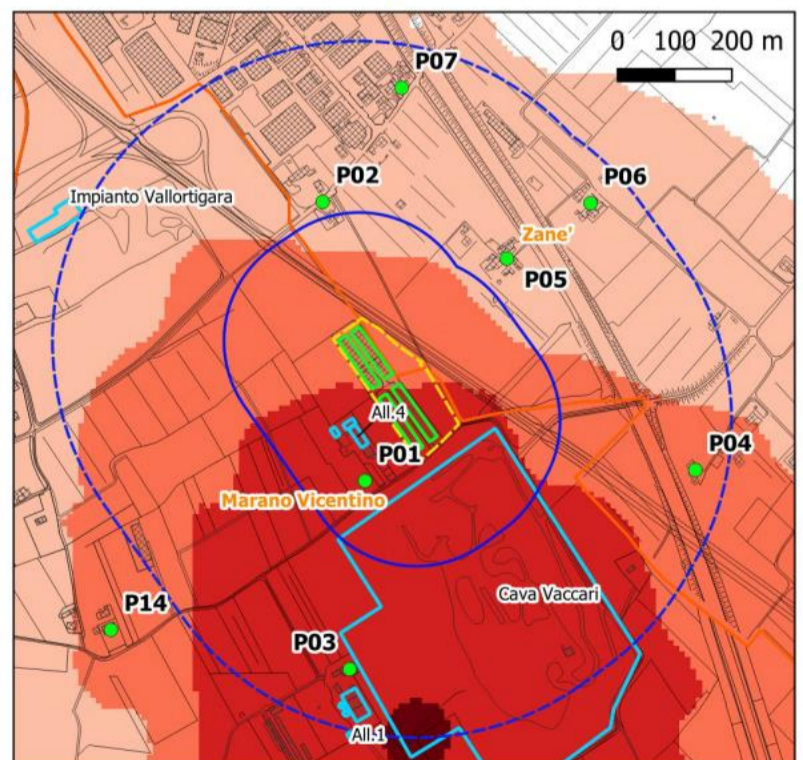 0 100 200 m
P07
P02
P06
Impianto Vallortigara
Zane'
P05
All.4
P01
P04
Marano Vicentino
Cava Vaccari
P14
P03
All.1